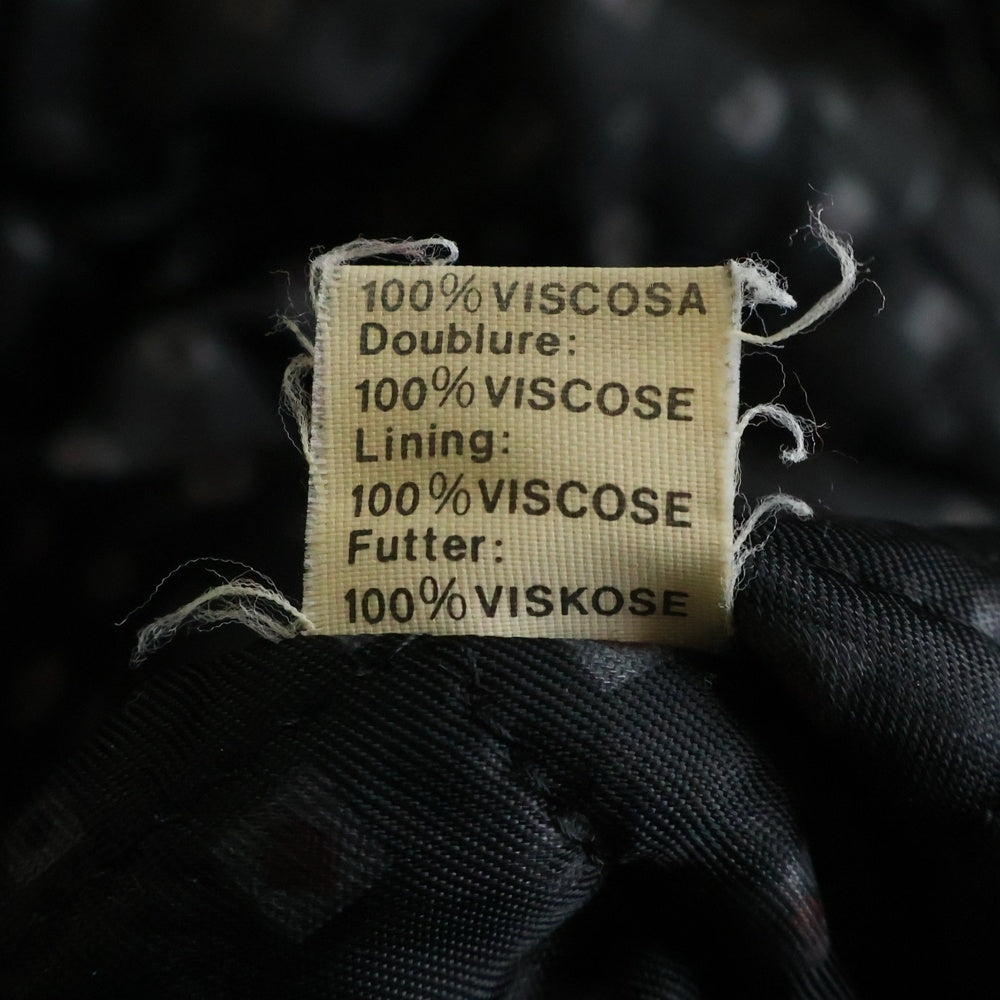 100% VISCOSA
Doublure:
100% VISCOSE
Lining:
100% VISCOSE
Futter:
100% VISKOSE